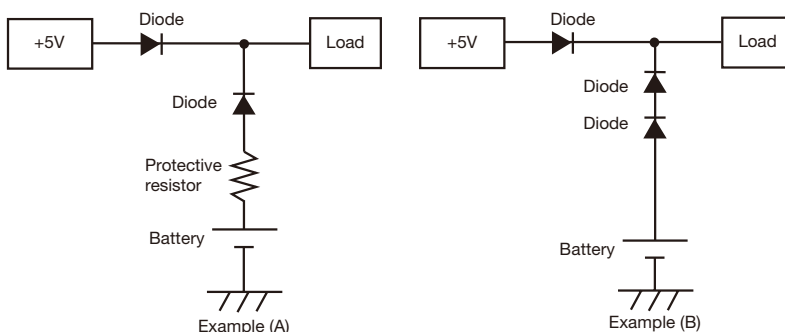 Diode
+5V
Load
Diode
Protective
resistor
Battery
Example (A)
Diode
+5V
Load
Diode
Diode
Battery
Example (B)